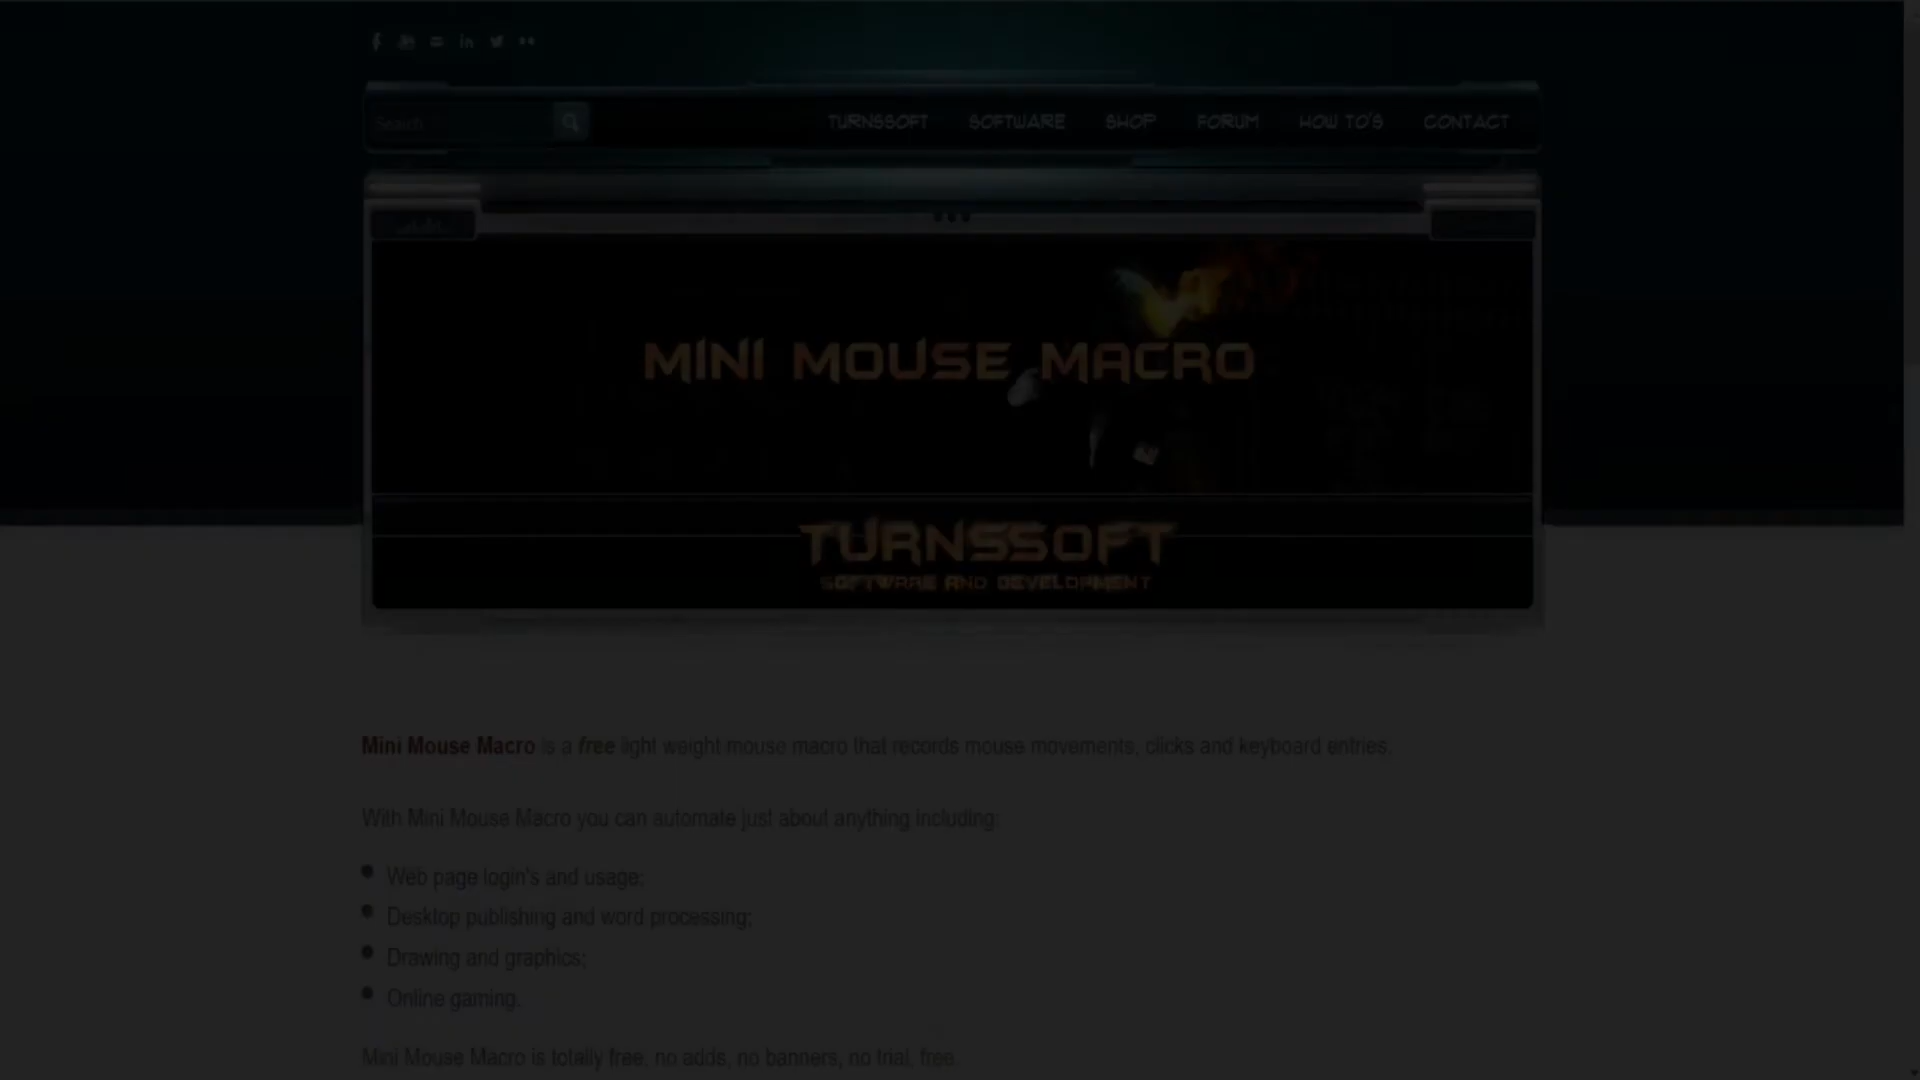 Search
TURNSSOFT SOFTWARE SHOP FORUM HOW TO'S CONTACT
MINI MOUSE MACRO
TURNSSOFT
SOFTWARE AND DEVELOPMENT
Mini Mouse Macro is a free light weight mouse macro that records mouse movements, clicks and keyboard entries.
With Mini Mouse Macro you can automate just about anything including:
Web page login's and usage;
Desktop publishing and word processing;
Drawing and graphics;
Online gaming.
Mini Mouse Macro is totally free, no adds, no banners, no trial, free.